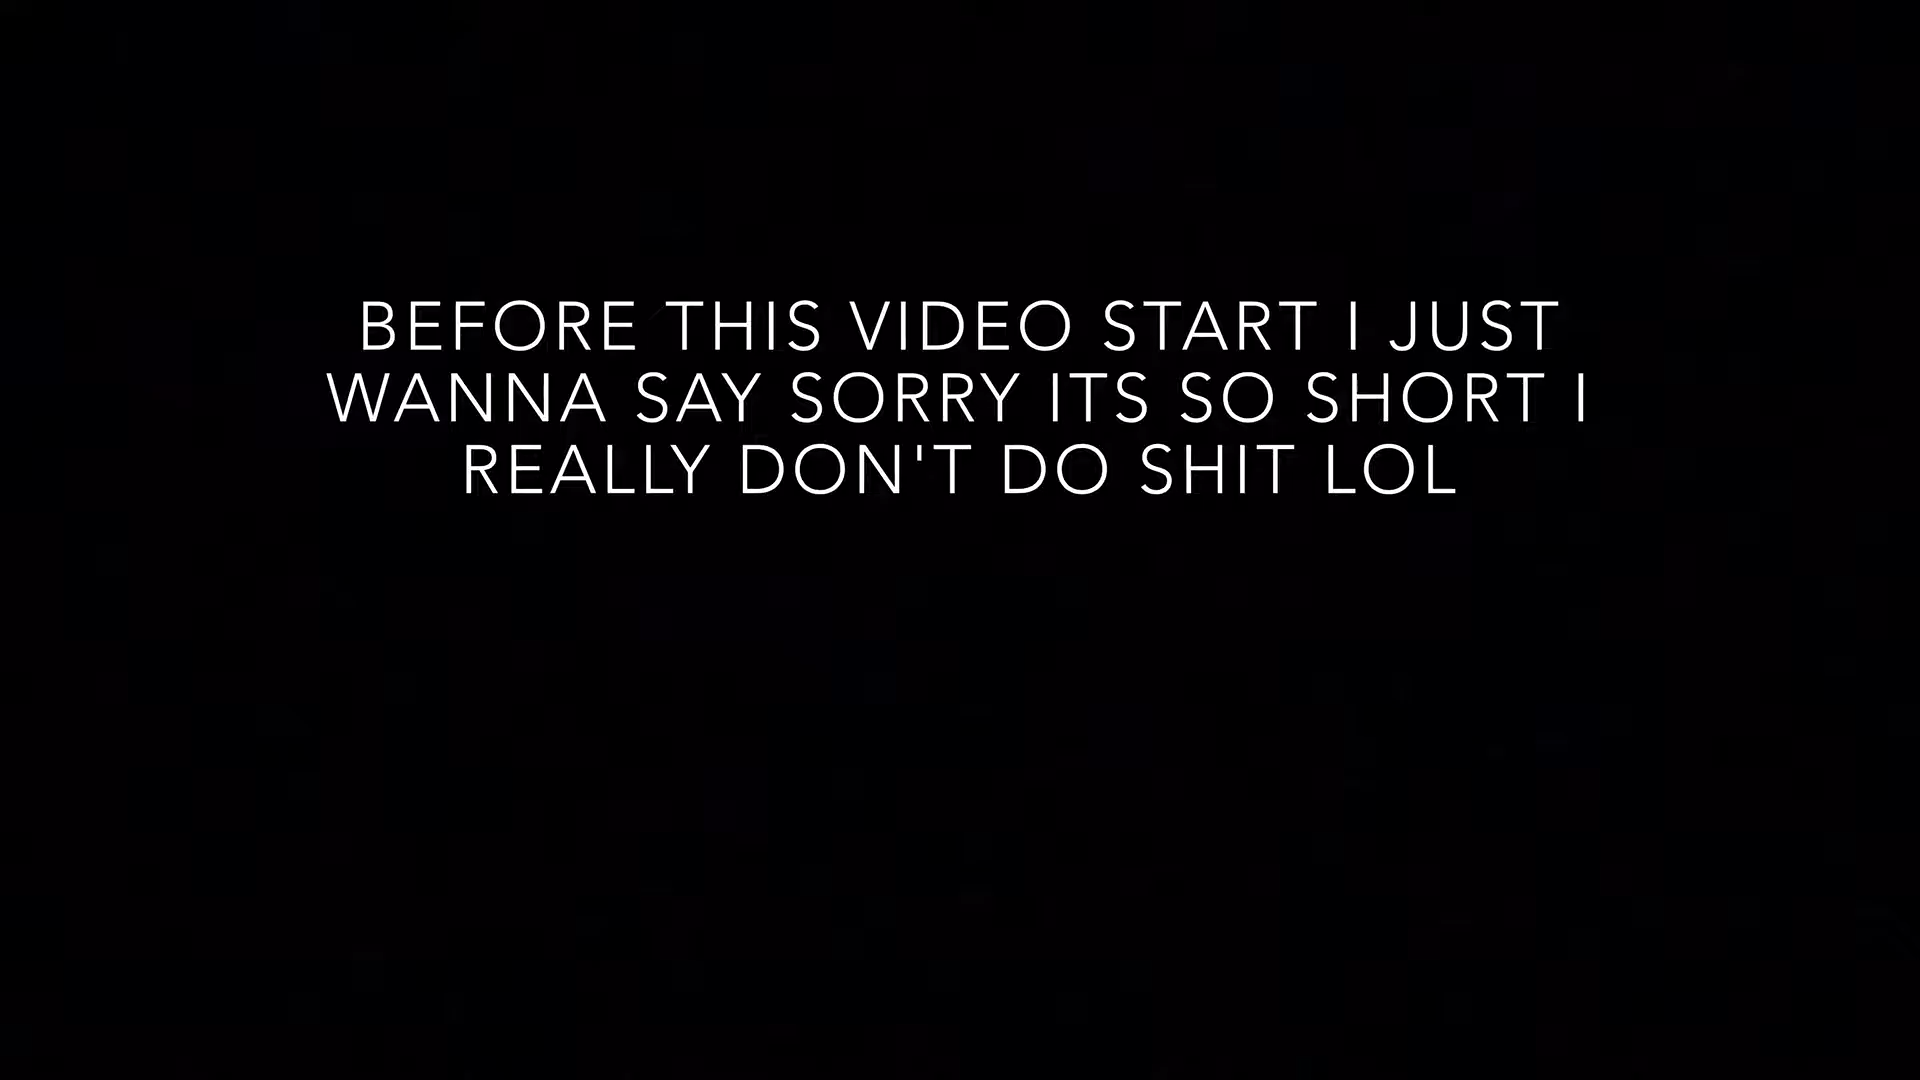 BEFORE THIS VIDEO START I JUST
WANNA SAY SORRY ITS SO SHORT I
REALLY DON'T DO SHIT LOL